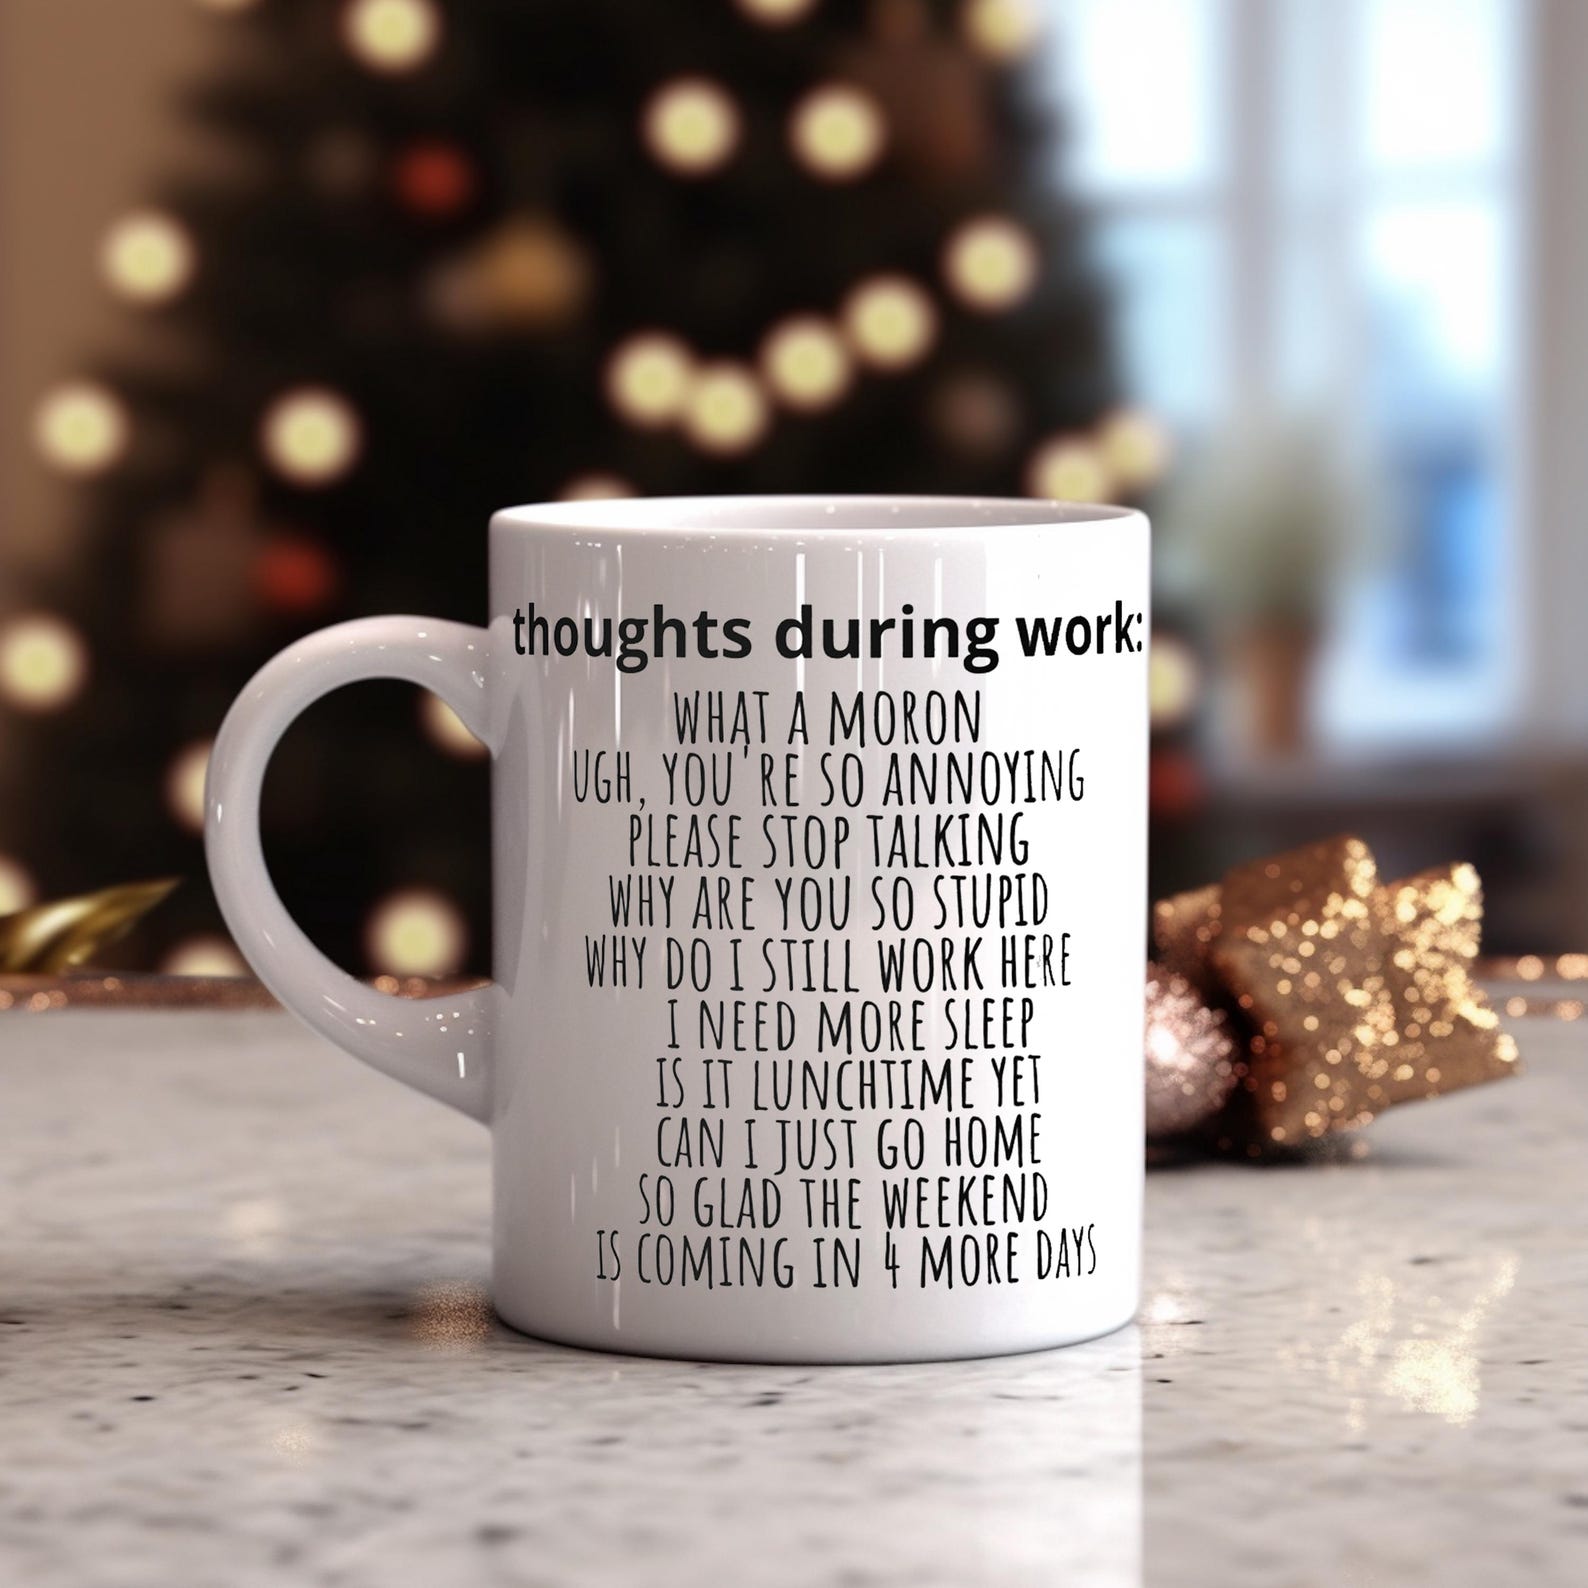 thoughts during work:
WHAT A MORON
UGH, YOU'RE SO ANNOYING
PLEASE STOP TALKING
WHY ARE YOU SO STUPID
WHY DO I STILL WORK HERE
I NEED MORE SLEEP
IS IT LUNCHTIME YET
CAN I JUST GO HOME
SO GLAD THE WEEKEND
IS COMING IN 4 MORE DAYS